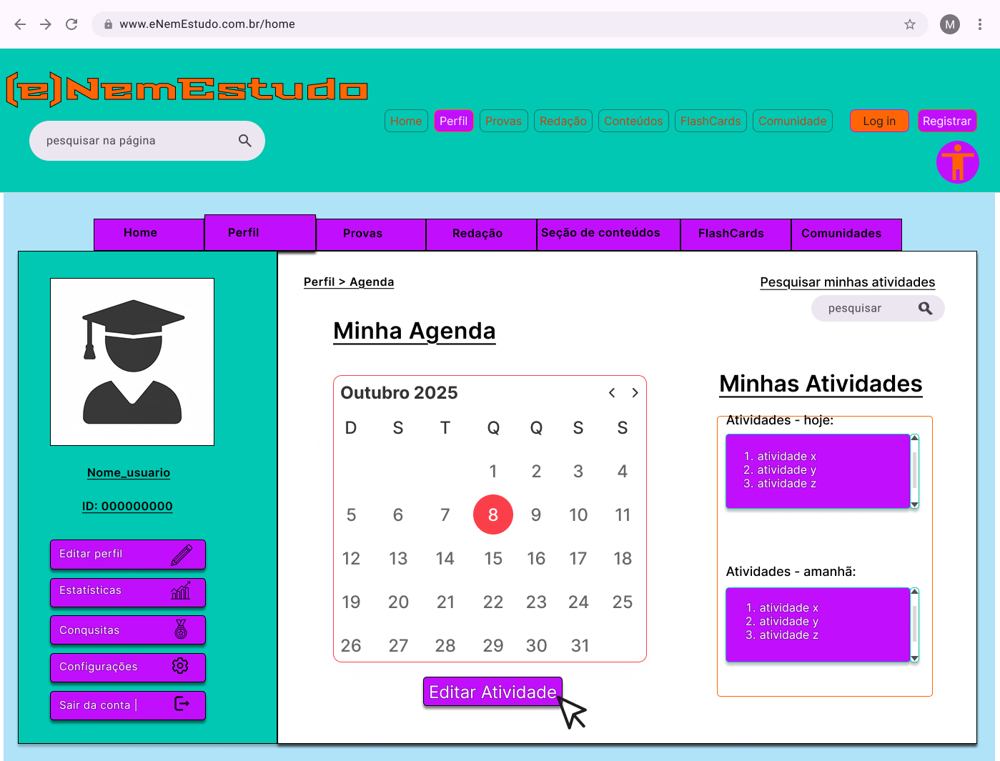 www.eNemEstudo.com.br/home
M
(e)NemEstudo
Home Perfil Provas Redação Conteúdos FlashCards Comunidade Log in Registrar
pesquisar na página
Home Perfil Provas Redação Seção de conteúdos FlashCards Comunidades
Nome_usuario
ID: 000000000
Editar perfil
Estatísticas
Conqusitas
Configurações
Sair da conta |
Perfil > Agenda
Pesquisar minhas atividades
pesquisar
Minha Agenda
Outubro 2025
D S T Q Q S S
1 2 3 4
5 6 7 8 9 10 11
12 13 14 15 16 17 18
19 20 21 22 23 24 25
26 27 28 29 30 31
Editar Atividade
Minhas Atividades
Atividades - hoje:
1. atividade x
2. atividade y
3. atividade z
Atividades - amanhã:
1. atividade x
2. atividade y
3. atividade z